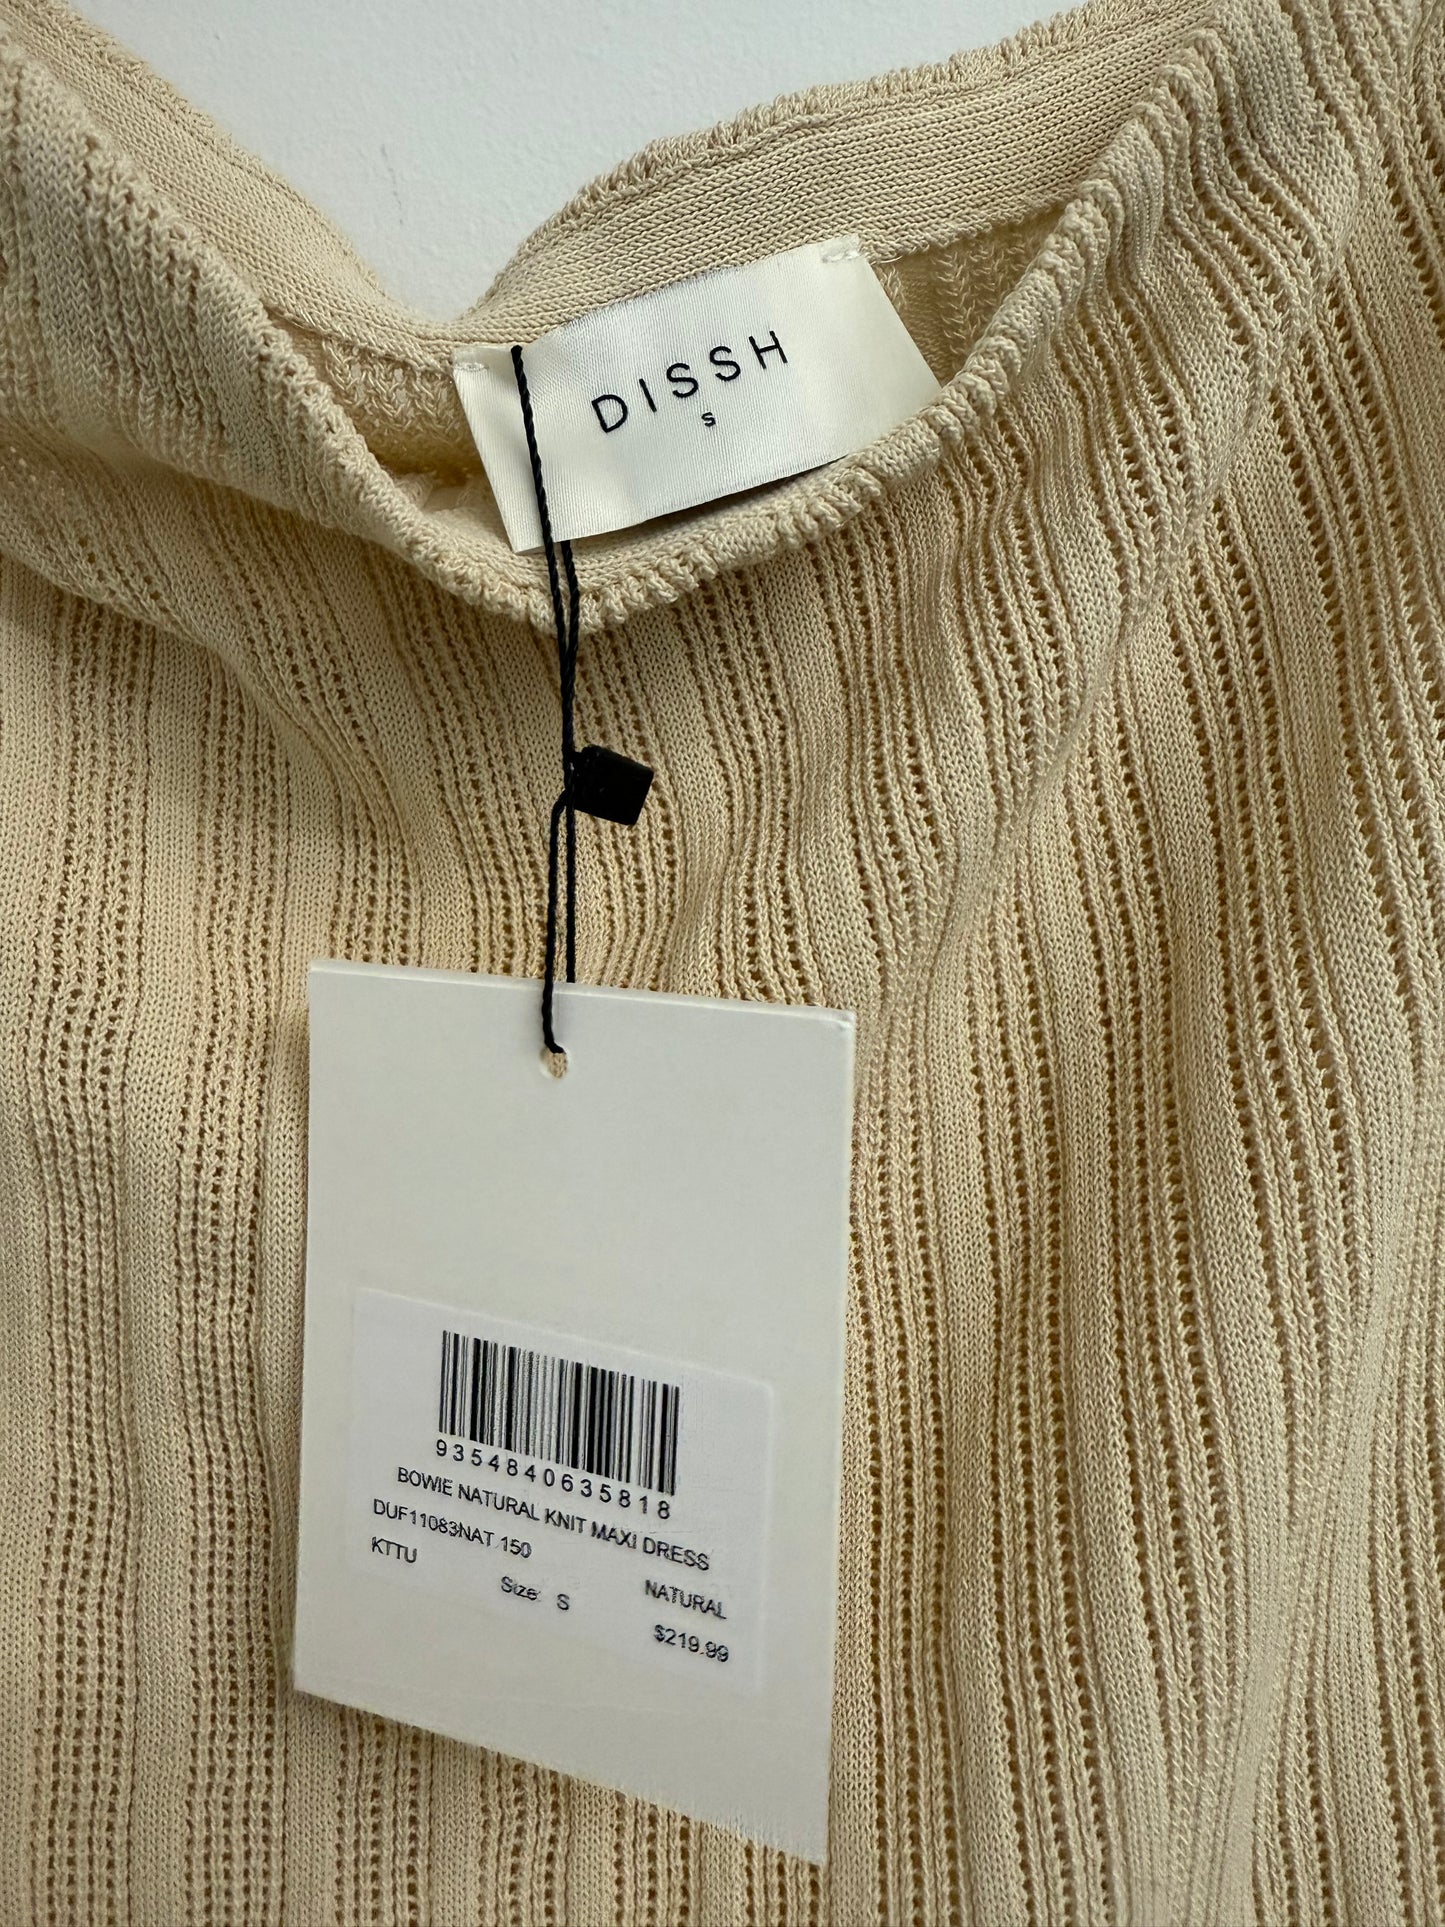 DISSH
S
9354840635818
BOWIE NATURAL KNIT MAXI DRESS
DUF11083NAT.150
KTTU
Size: S NATURAL
$219.99